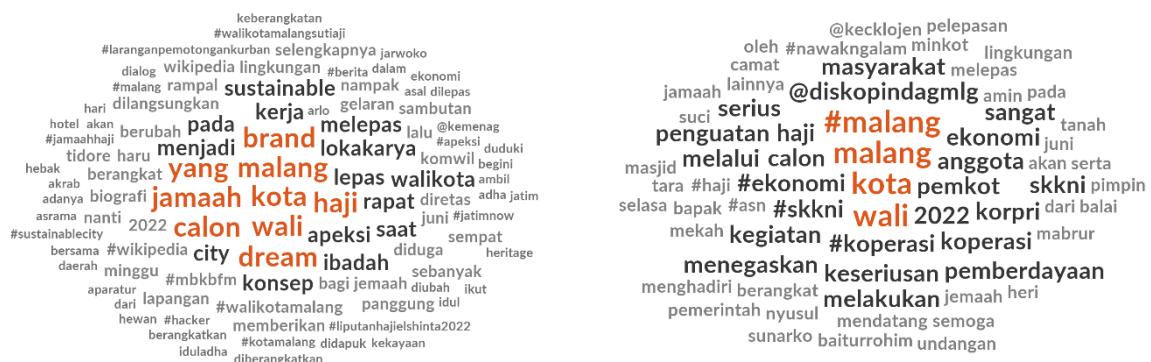 keberangkatan
#walikotamalangsutiaji
#laranganpemotongankurban selengkapnya jarwoko
dialog wikipedia lingkungan #berita dalam
#malang rampal sustainable nampak asal dilepas ekonomi
hari dilangsungkan kerja arlo gelaran sambutan
hotel akan berubah pada brand melepas lalu @kemenag
#jamaahhaji menjadi lokakarya #apeksi duduki
tidore haru yang malang komwil begini
hebak berangkat lepas walikota ambil
akrab
adanya biografi jamaah kota haji rapat diretas adha jatim
asrama nanti 2022 calon wali apeksi saat juni #jatimnow
#sustainablecity sempat
bersama #wikipedia city dream ibadah diduga heritage
daerah minggu #mbkbfm konsep bagi jemaah diubah sebanyak ikut
aparatur
dari lapangan #walikotamalang panggung idul
hewan #hacker memberikan #liputanhajielshinta2022
berangkatkan #kotamalang didapuk kekayaan
iduladha diberangkatkan
@kecklojen pelepasan
oleh #nawakngalam minkot lingkungan
camat masyarakat melepas
jamaah lainnya @diskopindagmlg amin pada
suci serius #malang sangat tanah
penguatan haji ekonomi juni
masjid melalui calon malang anggota akan serta
tara #haji #ekonomi kota pemkot skkni pimpin
selasa bapak #asn #skkni wali 2022 korpri dari balai
mekah kegiatan #koperasi koperasi mabrur
menegaskan keseriusan pemberdayaan
menghadiri berangkat melakukan jemaah heri
pemerintah nyusul mendatang semoga
sunarko baiturrohim undangan